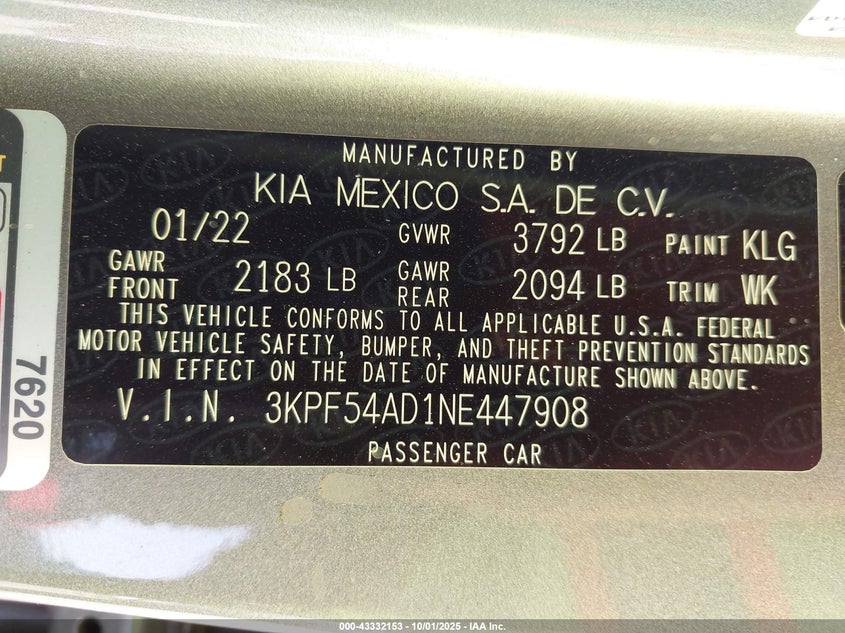 MANUFACTURED BY
KIA MEXICO S.A. DE C.V.
01/22 GVWR 3792 LB PAINT KLG
GAWR FRONT 2183 LB GAWR REAR 2094 LB TRIM WK
THIS VEHICLE CONFORMS TO ALL APPLICABLE U.S.A. FEDERAL
MOTOR VEHICLE SAFETY, BUMPER, AND THEFT PREVENTION STANDARDS
IN EFFECT ON THE DATE OF MANUFACTURE SHOWN ABOVE.
V.I.N. 3KPF54AD1NE447908
PASSENGER CAR
7620
000-43332153 - 10/01/2025 - IAA Inc.